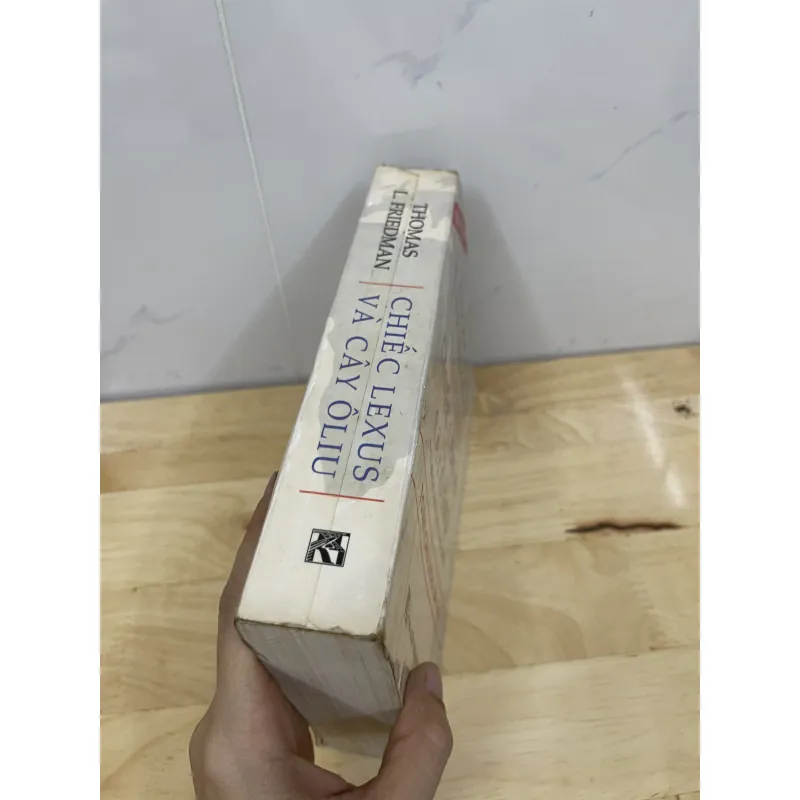 THOMAS
L. FRIEDMAN
CHIẾC LEXUS
VÀ CÂY ÔLIU